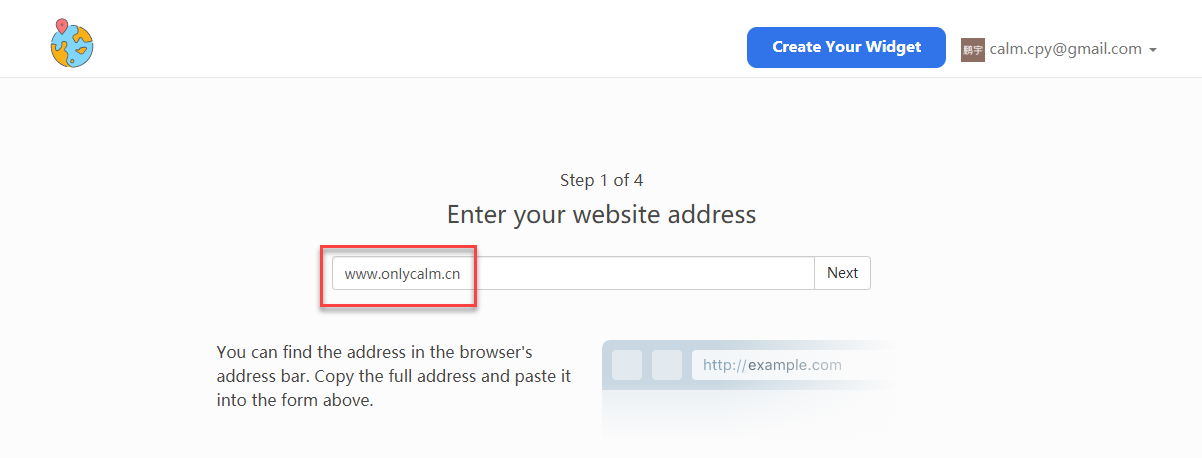 Create Your Widget
鹏宇 calm.cpy@gmail.com
Step 1 of 4
Enter your website address
www.onlycalm.cn
Next
You can find the address in the browser's
address bar. Copy the full address and paste it
into the form above.
http://example.com